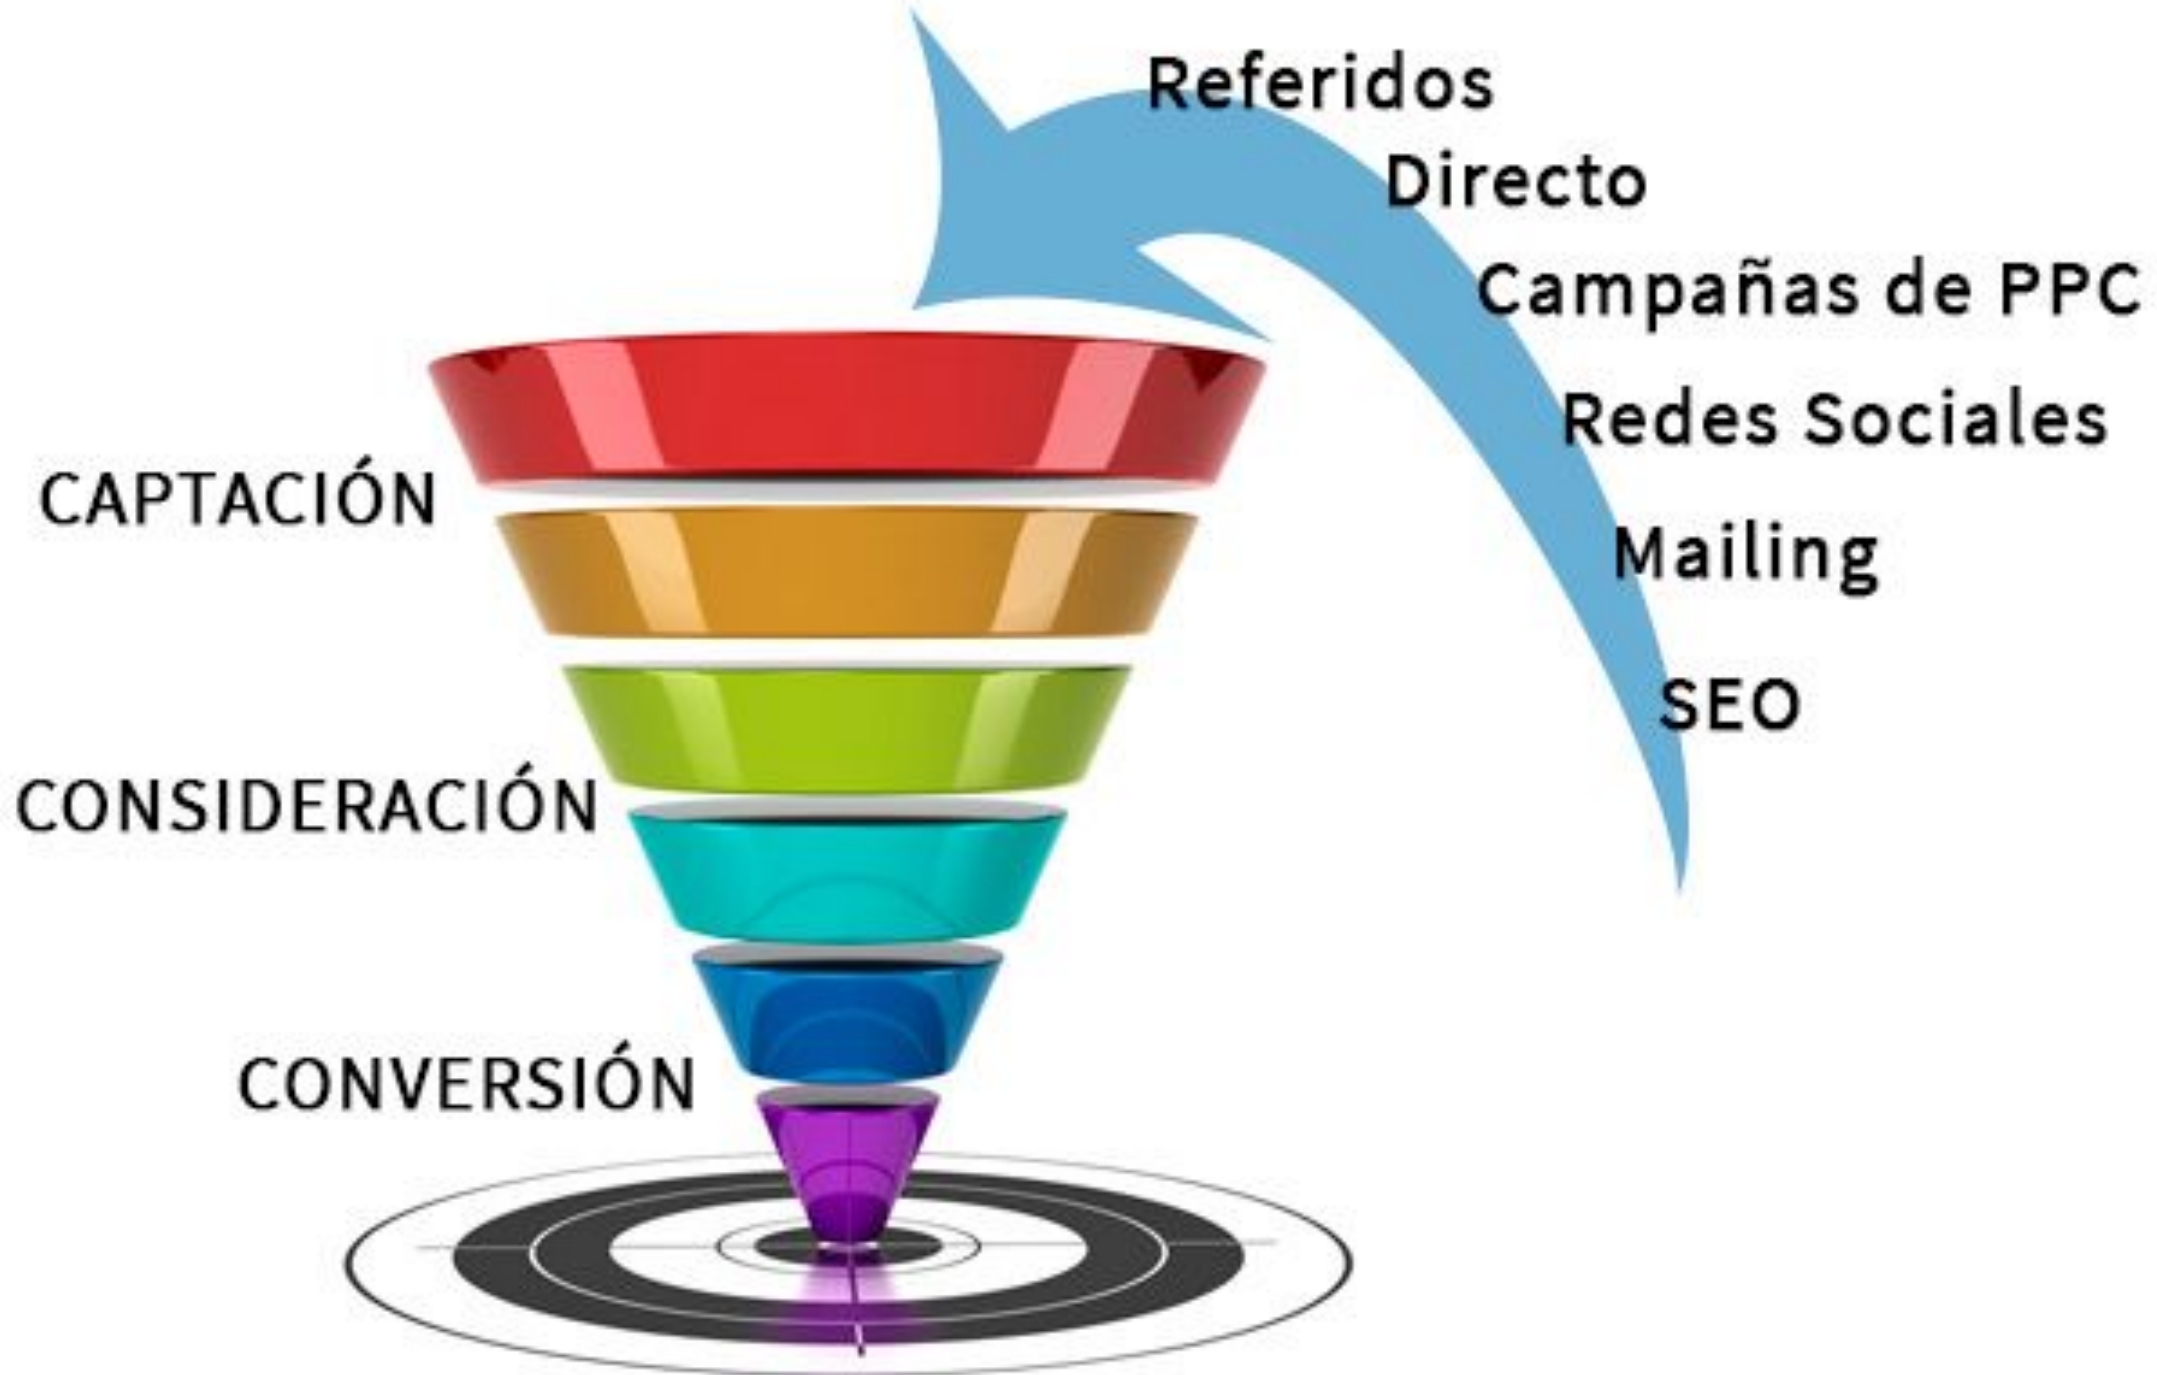 Referidos
Directo
Campañas de PPC
Redes Sociales
CAPTACIÓN
Mailing
SEO
CONSIDERACIÓN
CONVERSIÓN